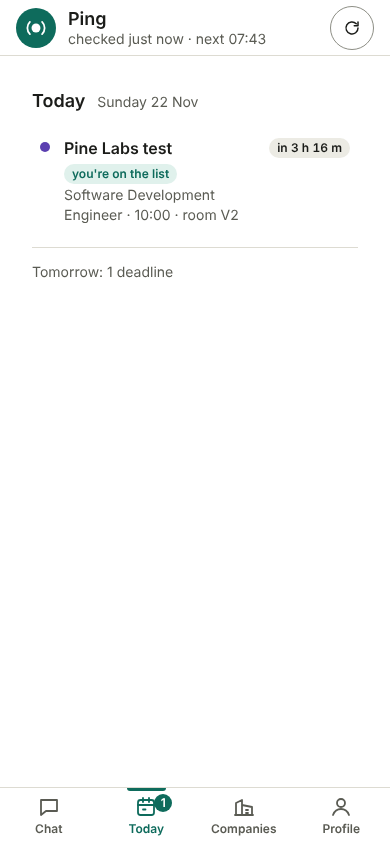 Ping
checked just now · next 07:43
Today Sunday 22 Nov
Pine Labs test in 3 h 16 m
you're on the list
Software Development
Engineer · 10:00 · room V2
Tomorrow: 1 deadline
1
Chat Today Companies Profile